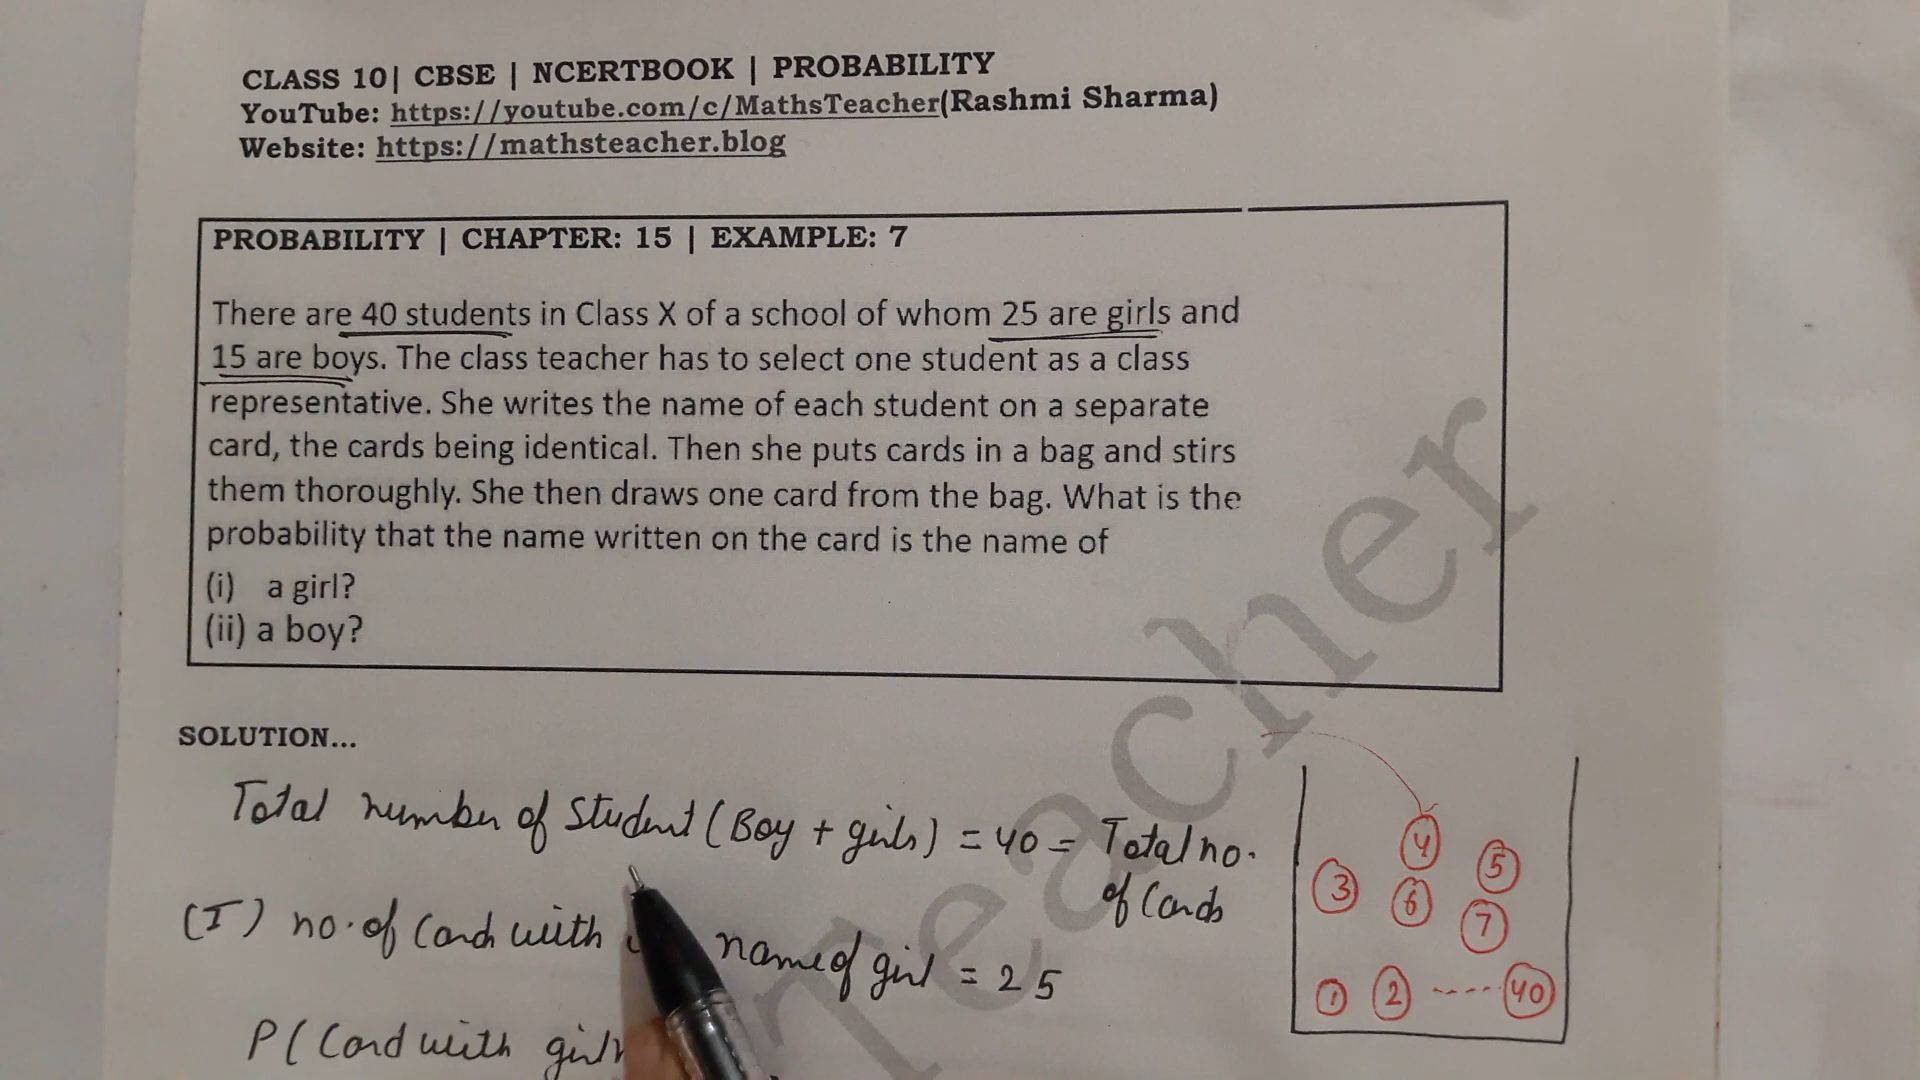 CLASS 10| CBSE | NCERTBOOK | PROBABILITY
YouTube: https://youtube.com/c/MathsTeacher(Rashmi Sharma)
Website: https://mathsteacher.blog
PROBABILITY | CHAPTER: 15 | EXAMPLE: 7
There are 40 students in Class X of a school of whom 25 are girls and
15 are boys. The class teacher has to select one student as a class
representative. She writes the name of each student on a separate
card, the cards being identical. Then she puts cards in a bag and stirs
them thoroughly. She then draws one card from the bag. What is the
probability that the name written on the card is the name of
(i) a girl?
(ii) a boy?
SOLUTION...
Total number of Student (Boy + girls) = 40 = Total no.
of Cards
(I) no. of Card with name of girl = 25
P(Card with girl
4
5
3
6
7
1 2 ----- 40
Teacher